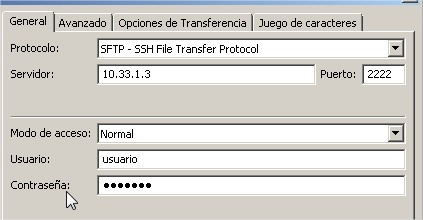 General Avanzado Opciones de Transferencia Juego de caracteres
Protocolo: SFTP - SSH File Transfer Protocol
Servidor: 10.33.1.3 Puerto: 2222
Modo de acceso: Normal
Usuario: usuario
Contraseña: ●●●●●●●